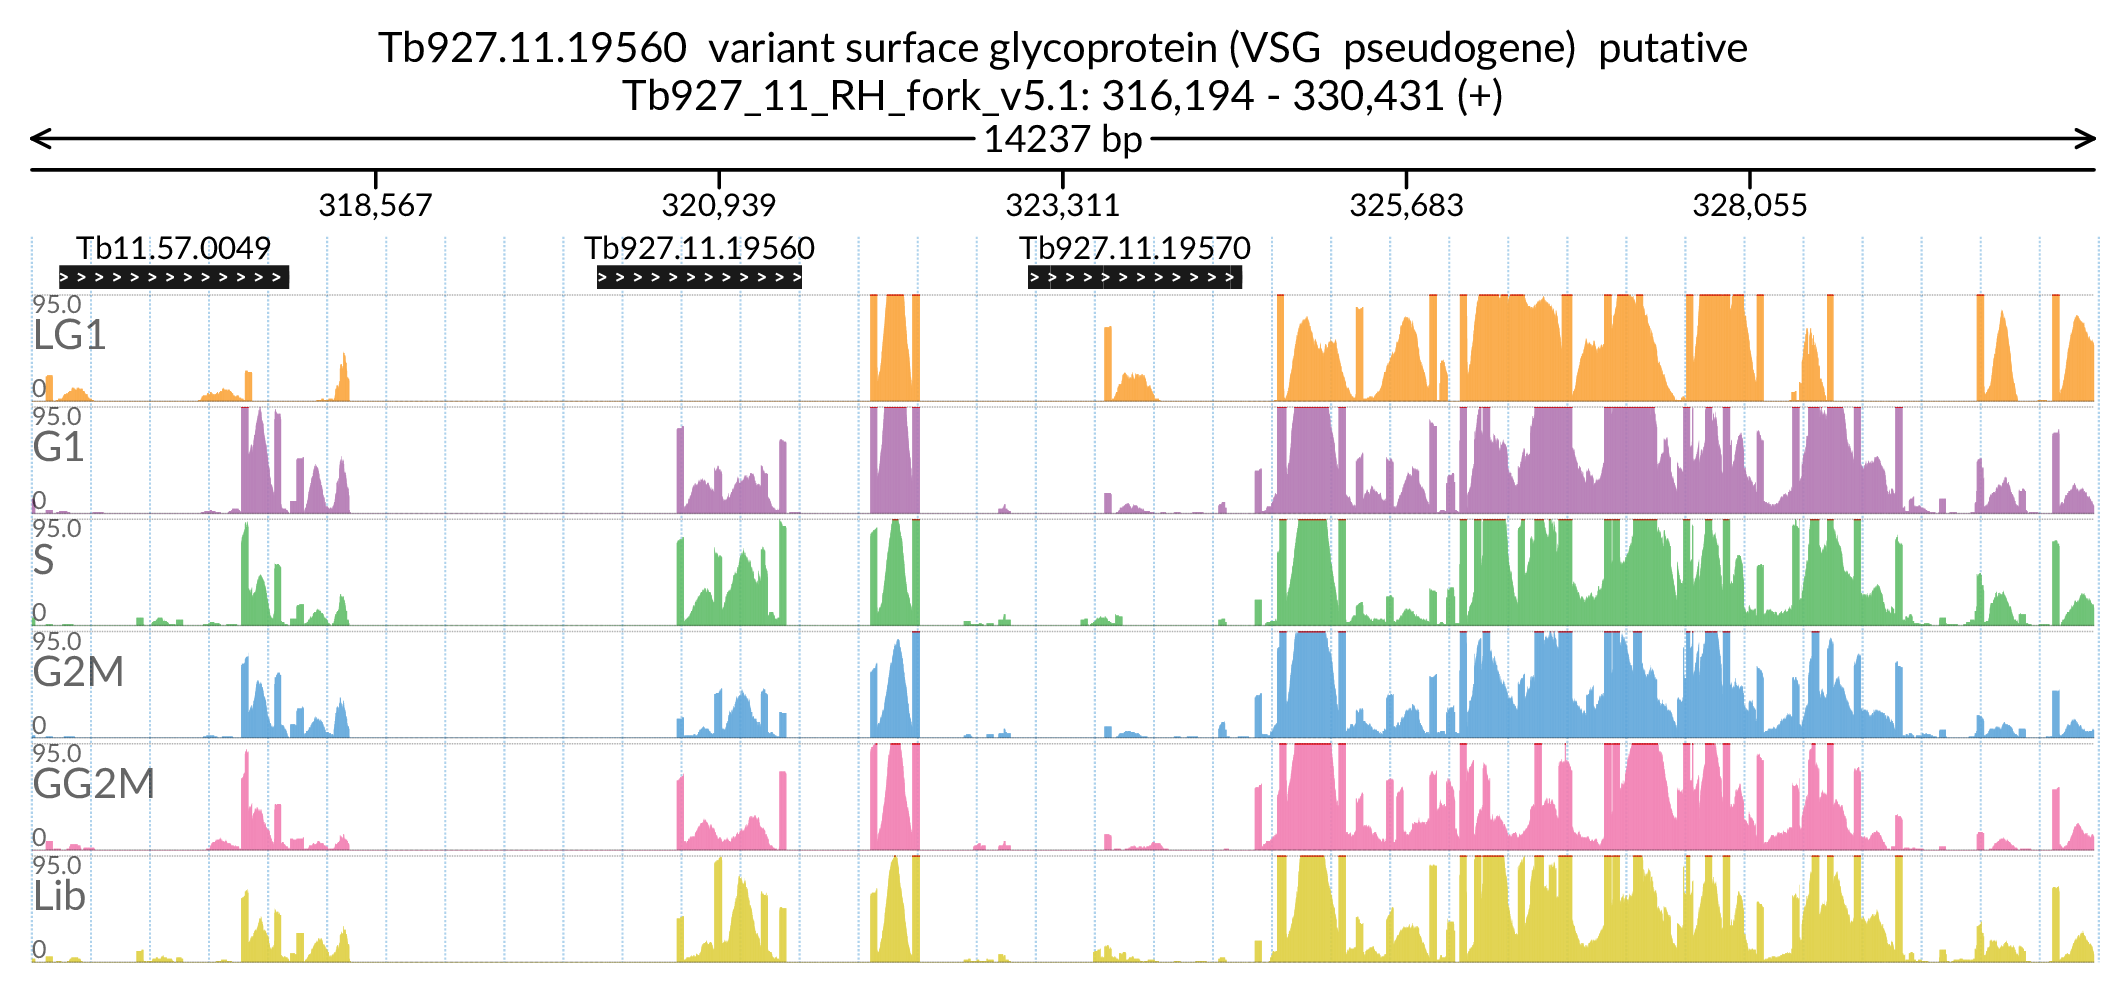 Tb927.11.19560 variant surface glycoprotein (VSG pseudogene) putative
Tb927_11_RH_fork_v5.1: 316,194 - 330,431 (+)
14237 bp
318,567 320,939 323,311 325,683 328,055
Tb11.57.0049 Tb927.11.19560 Tb927.11.19570
95.0
LG1
0
95.0
G1
0
95.0
S
0
95.0
G2M
0
95.0
GG2M
0
95.0
Lib
0